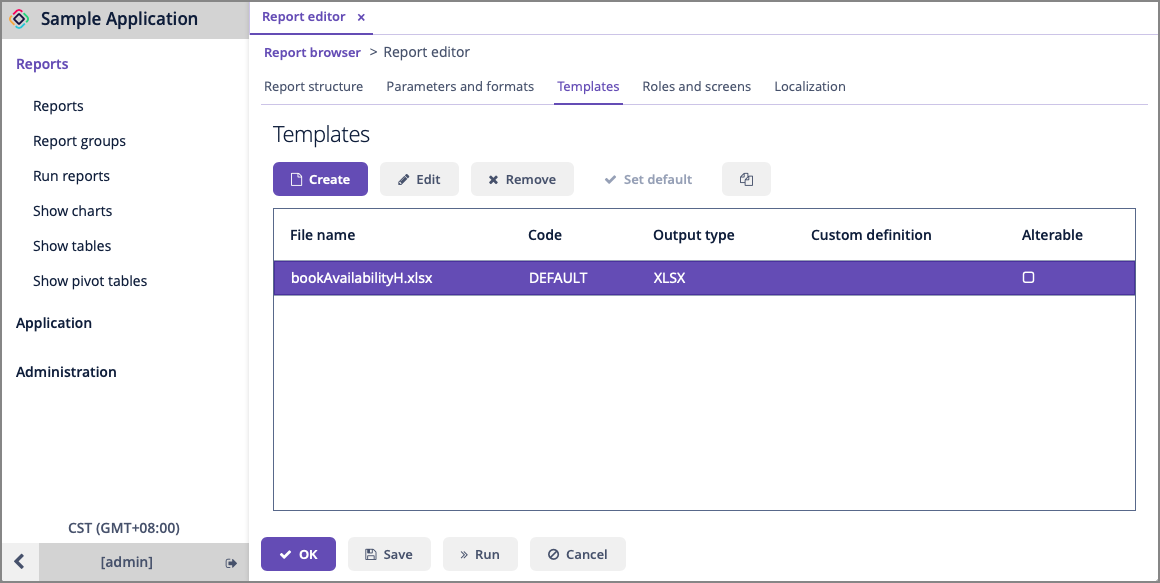 Sample Application
Reports
Reports
Report groups
Run reports
Show charts
Show tables
Show pivot tables
Application
Administration
CST (GMT+08:00)
[admin]
Report editor ×
Report browser > Report editor
Report structure Parameters and formats Templates Roles and screens Localization
Templates
Create Edit Remove Set default
File name Code Output type Custom definition Alterable
bookAvailabilityH.xlsx DEFAULT XLSX
OK Save Run Cancel